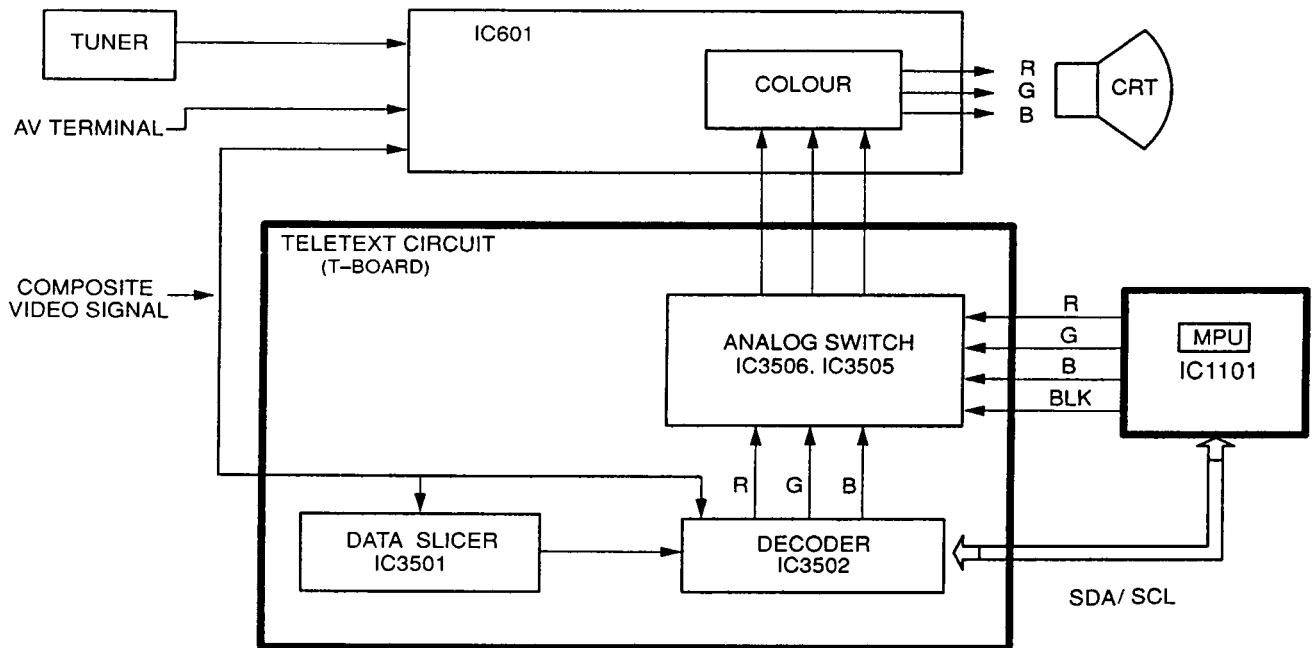 TUNER
IC601
COLOUR
R
G
B
CRT
AV TERMINAL
TELETEXT CIRCUIT
(T-BOARD)
COMPOSITE
VIDEO SIGNAL
ANALOG SWITCH
IC3506. IC3505
R
G
B
BLK
MPU
IC1101
R G B
DATA SLICER
IC3501
DECODER
IC3502
SDA/ SCL